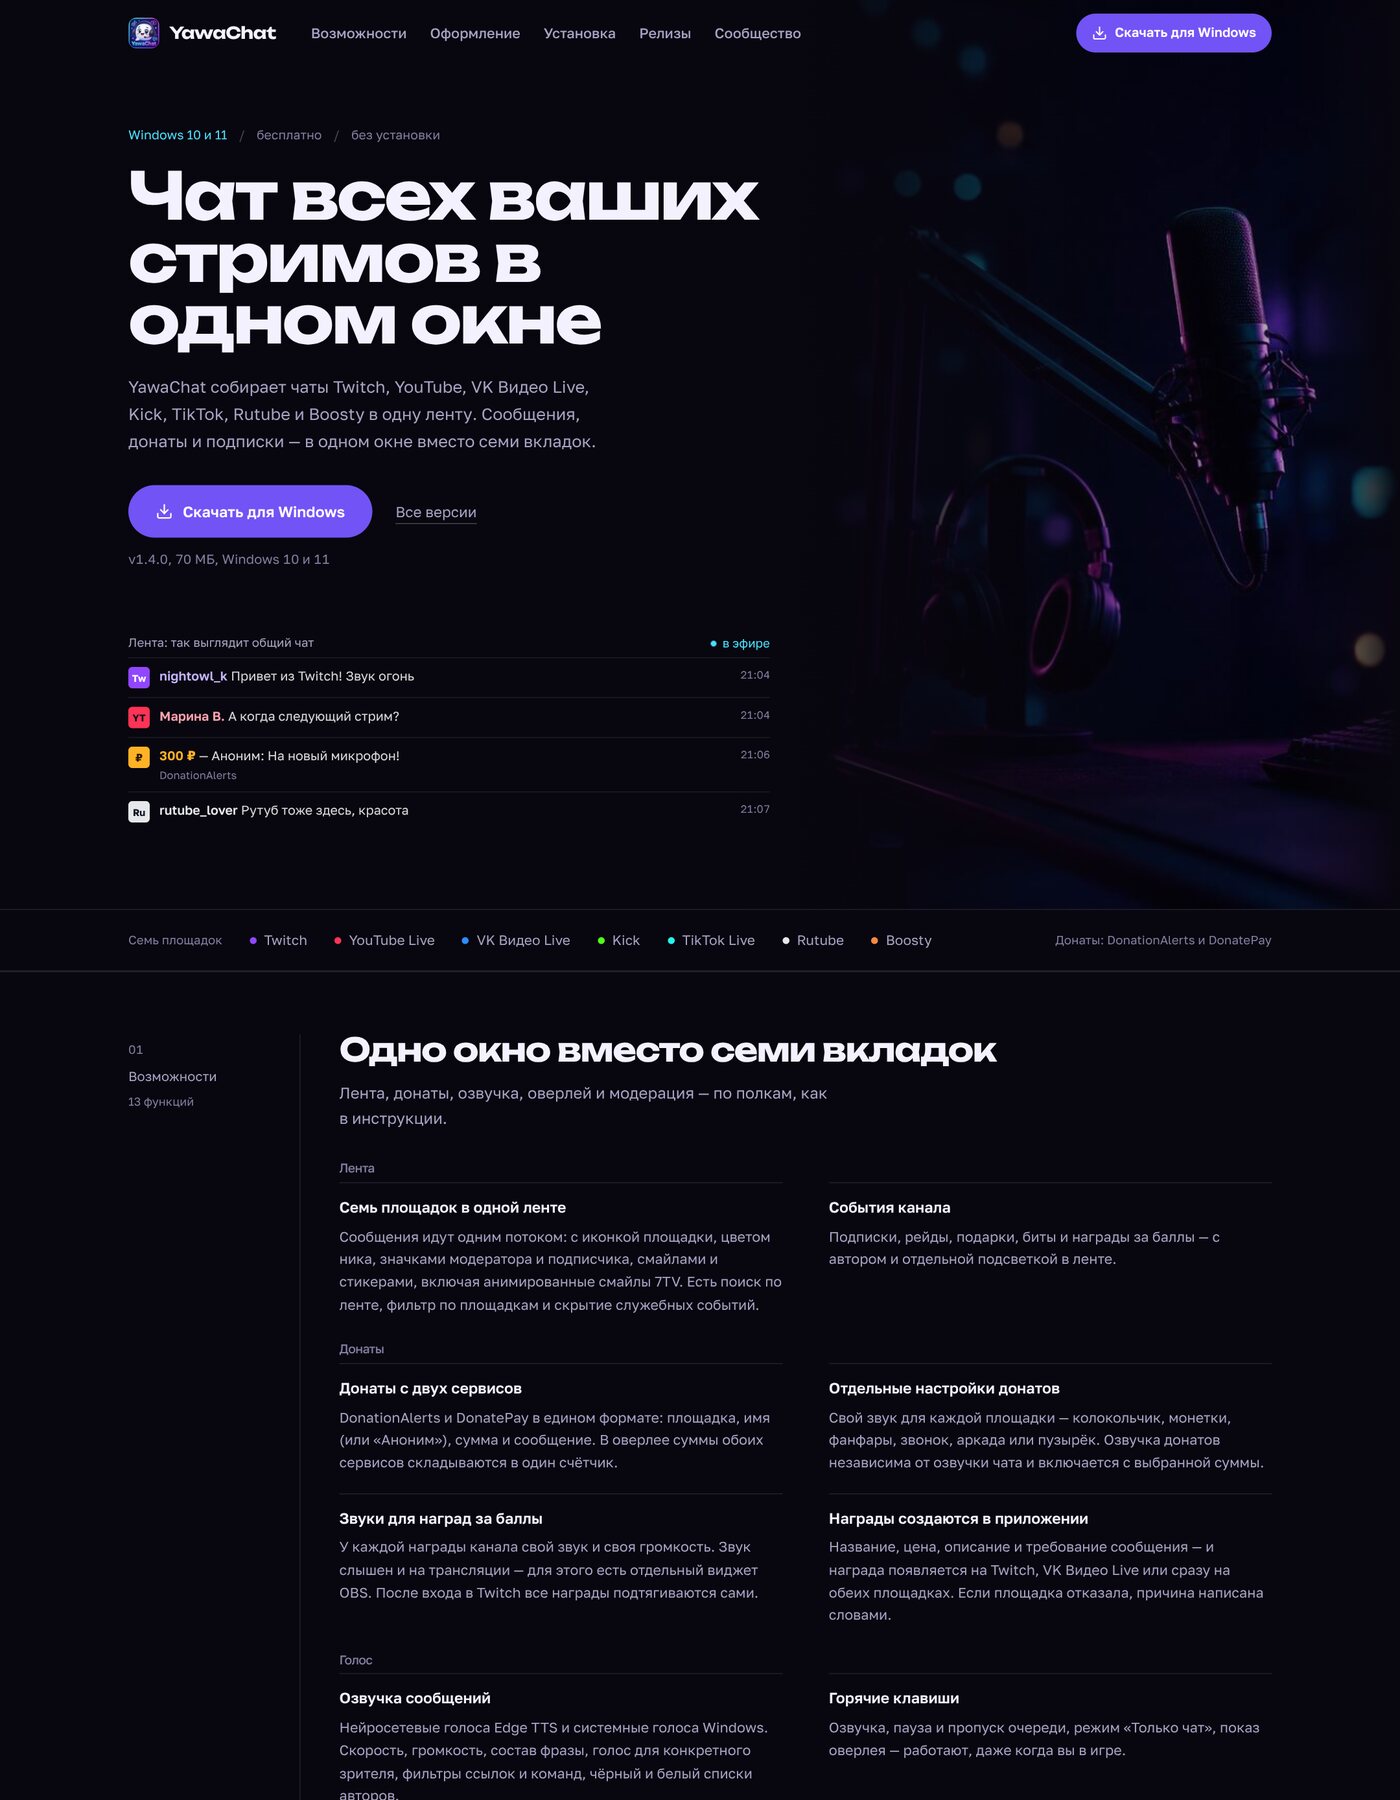 YawaChat
Возможности
Оформление
Установка
Релизы
Сообщество
Скачать для Windows
Windows 10 и 11 / бесплатно / без установки
Чат всех ваших
стримов в
одном окне
YawaChat собирает чаты Twitch, YouTube, VK Видео Live,
Kick, TikTok, Rutube и Boosty в одну ленту. Сообщения,
донаты и подписки — в одном окне вместо семи вкладок.
Скачать для Windows
Все версии
v1.4.0, 70 МБ, Windows 10 и 11
Лента: так выглядит общий чат
в эфире
Tw nightowl_k Привет из Twitch! Звук огонь 21:04
YT Марина В. А когда следующий стрим? 21:04
₽ 300 ₽ — Аноним: На новый микрофон! 21:06
DonationAlerts
Ru rutube_lover Рутуб тоже здесь, красота 21:07
Семь площадок
Twitch
YouTube Live
VK Видео Live
Kick
TikTok Live
Rutube
Boosty
Донаты: DonationAlerts и DonatePay
01
Возможности
13 функций
Одно окно вместо семи вкладок
Лента, донаты, озвучка, оверлей и модерация — по полкам, как
в инструкции.
Лента
Семь площадок в одной ленте
Сообщения идут одним потоком: с иконкой площадки, цветом
ника, значками модератора и подписчика, смайлами и
стикерами, включая анимированные смайлы 7TV. Есть поиск по
ленте, фильтр по площадкам и скрытие служебных событий.
События канала
Подписки, рейды, подарки, биты и награды за баллы — с
автором и отдельной подсветкой в ленте.
Донаты
Донаты с двух сервисов
DonationAlerts и DonatePay в едином формате: площадка, имя
(или «Аноним»), сумма и сообщение. В оверлее суммы обоих
сервисов складываются в один счётчик.
Отдельные настройки донатов
Свой звук для каждой площадки — колокольчик, монетки,
фанфары, звонок, аркада или пузырёк. Озвучка донатов
независима от озвучки чата и включается с выбранной суммы.
Звуки для наград за баллы
У каждой награды канала свой звук и своя громкость. Звук
слышен и на трансляции — для этого есть отдельный виджет
OBS. После входа в Twitch все награды подтягиваются сами.
Награды создаются в приложении
Название, цена, описание и требование сообщения — и
награда появляется на Twitch, VK Видео Live или сразу на
обеих площадках. Если площадка отказала, причина написана
словами.
Голос
Озвучка сообщений
Нейросетевые голоса Edge TTS и системные голоса Windows.
Скорость, громкость, состав фразы, голос для конкретного
зрителя, фильтры ссылок и команд, чёрный и белый списки
авторов.
Горячие клавиши
Озвучка, пауза и пропуск очереди, режим «Только чат», показ
оверлея — работают, даже когда вы в игре.